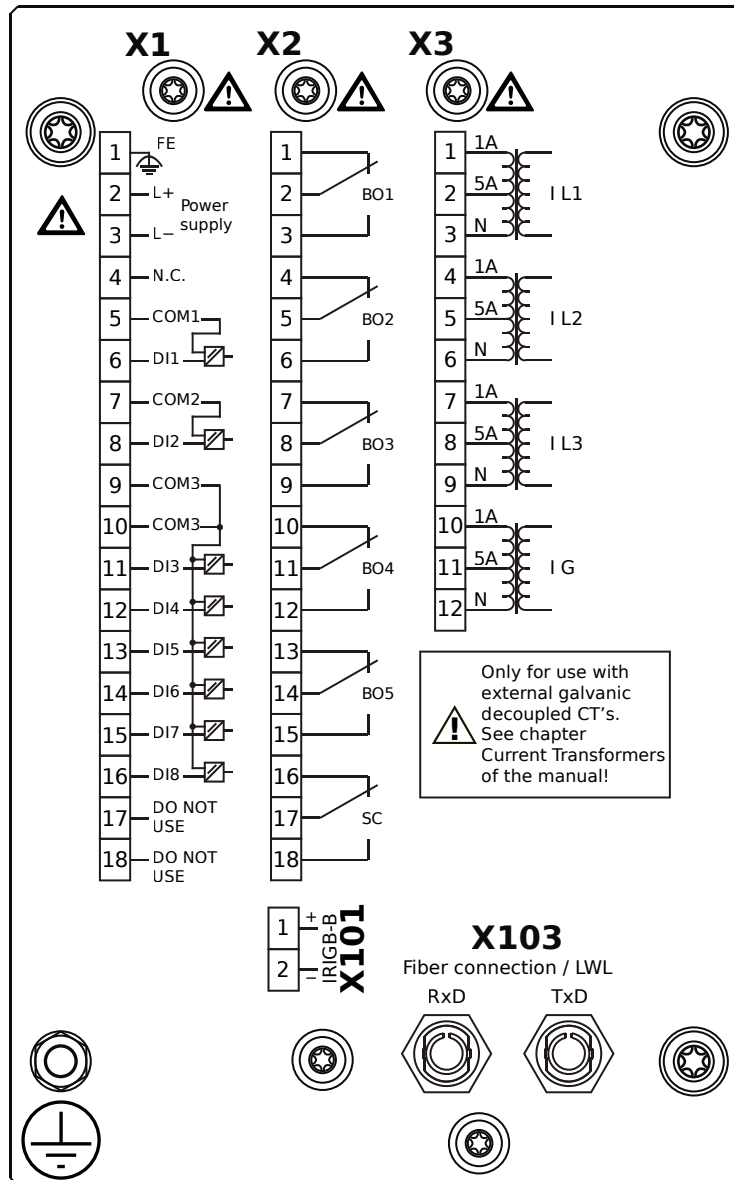 X1
1 FE
2 L+
Power
supply
3 L−
4 N.C.
5 COM1
6 DI1
7 COM2
8 DI2
9 COM3
10 COM3
11 DI3
12 DI4
13 DI5
14 DI6
15 DI7
16 DI8
17 DO NOT
USE
18 DO NOT
USE
X2
1
2 BO1
3
4
5 BO2
6
7
8 BO3
9
10
11 BO4
12
13
14 BO5
15
16
17 SC
18
X3
1 1A
2 5A I L1
3 N
4 1A
5 5A I L2
6 N
7 1A
8 5A I L3
9 N
10 1A
11 5A I G
12 N
Only for use with
external galvanic
decoupled CT's.
See chapter
Current Transformers
of the manual!
1 +
2 −
IRIGB-B
X101
X103
Fiber connection / LWL
RxD TxD